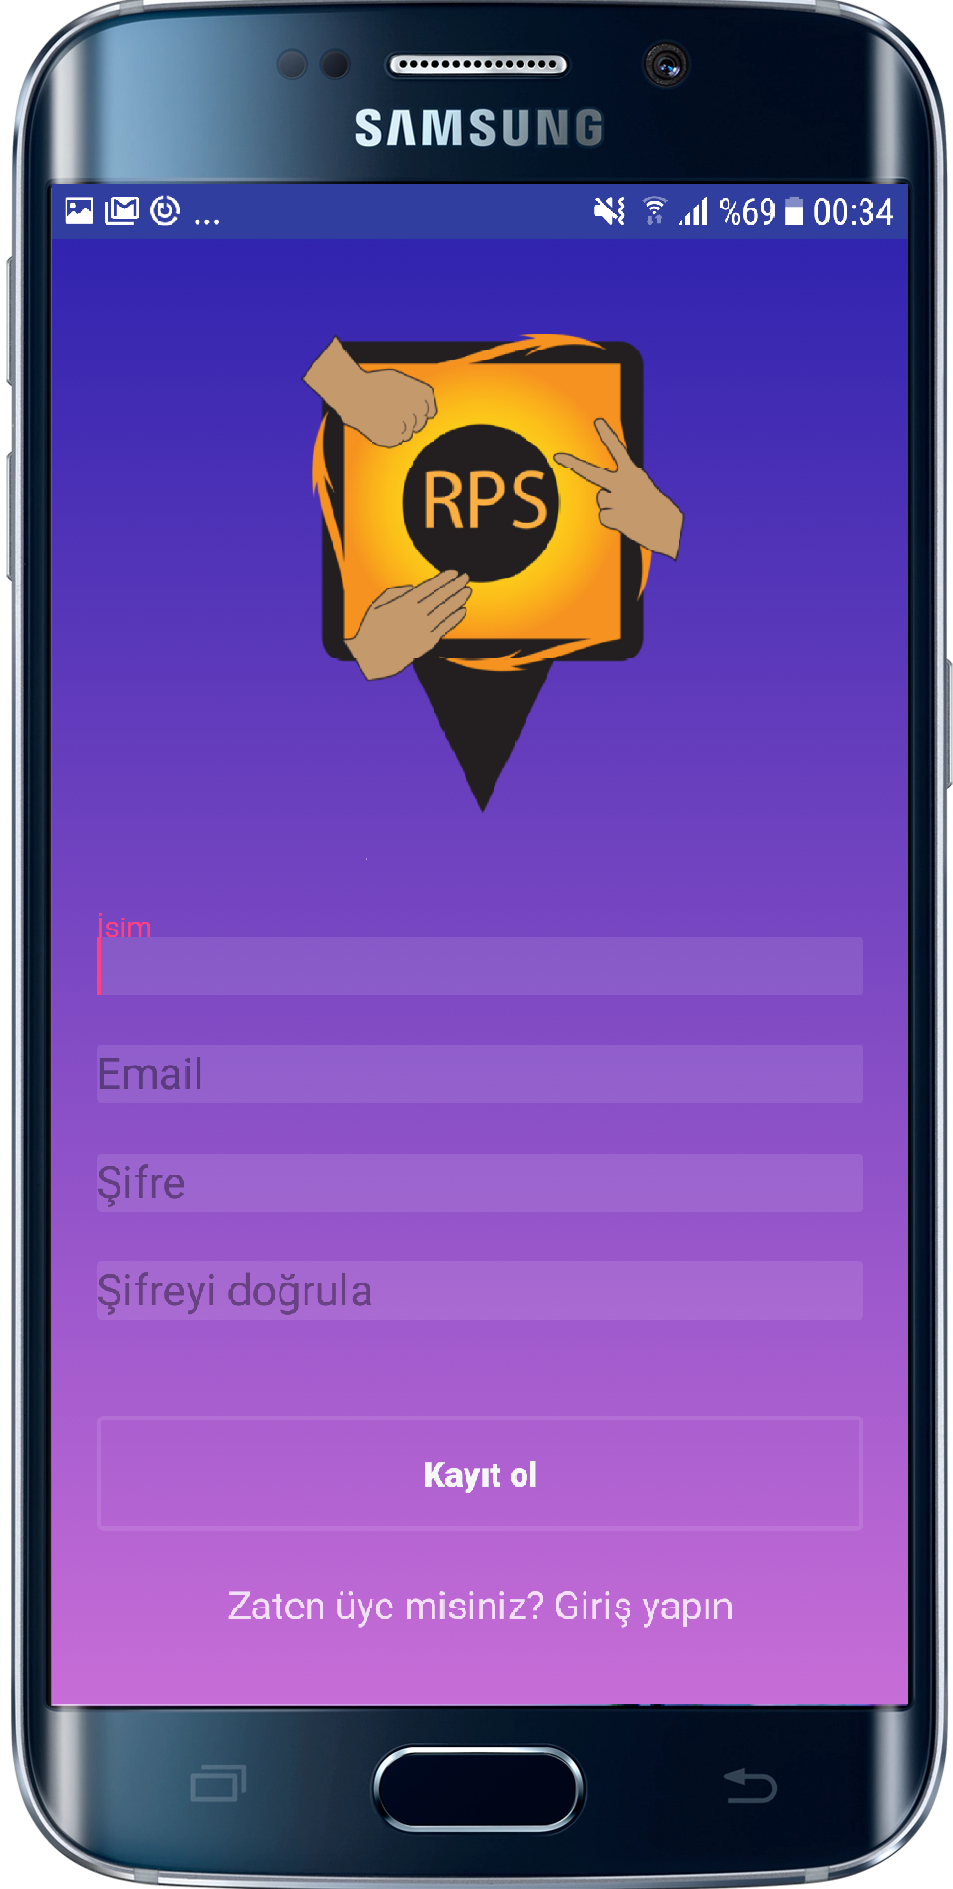 SAMSUNG
... %69 00:34
RPS
İsim
Email
Şifre
Şifreyi doğrula
Kayıt ol
Zaten üye misiniz? Giriş yapın